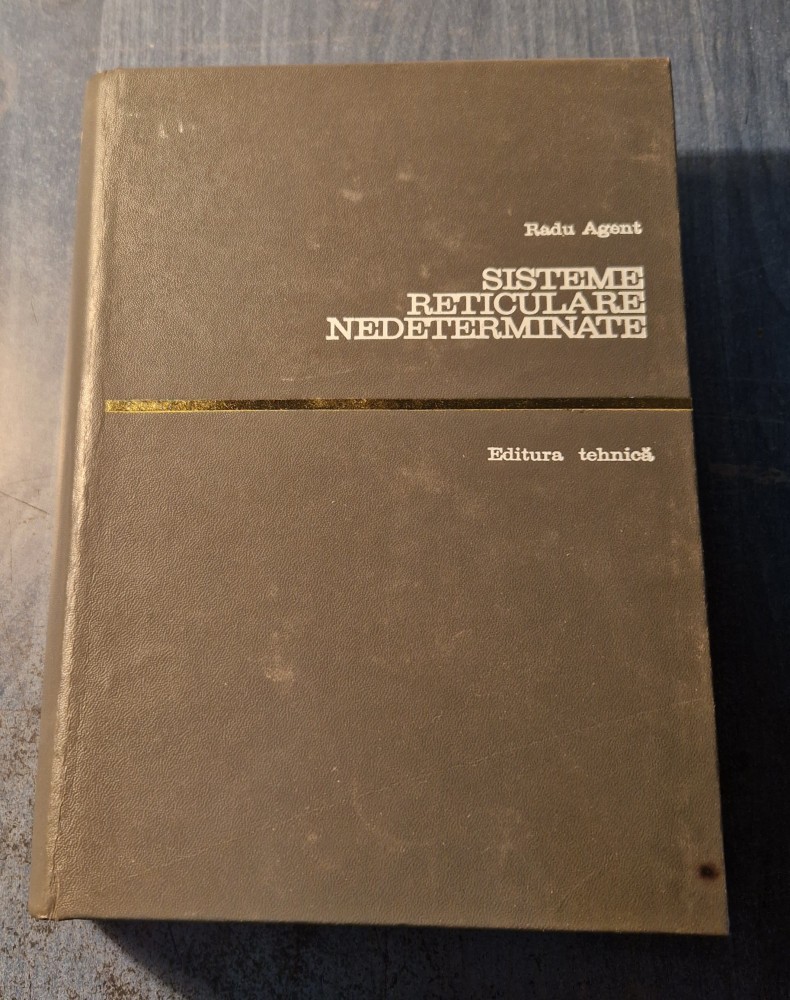 Radu Agent
SISTEME
RETICULARE
NEDETERMINATE
Editura tehnică